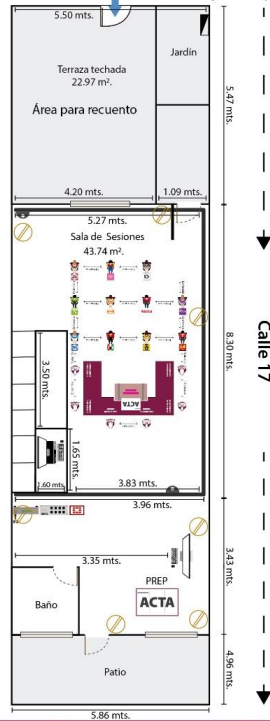 5.50 mts.
Jardín
Terraza techada
22.97 m².
Área para recuento
5.47 mts.
4.20 mts.
1.09 mts.
5.27 mts.
Sala de Sesiones
43.74 m².
Calle 17
8.30 mts.
3.50 mts.
ACTA
1.65 mts.
1.60 mts.
3.83 mts.
3.96 mts.
3.35 mts.
3.43 mts.
PREP
ACTA
Baño
Patio
4.96 mts.
5.86 mts.